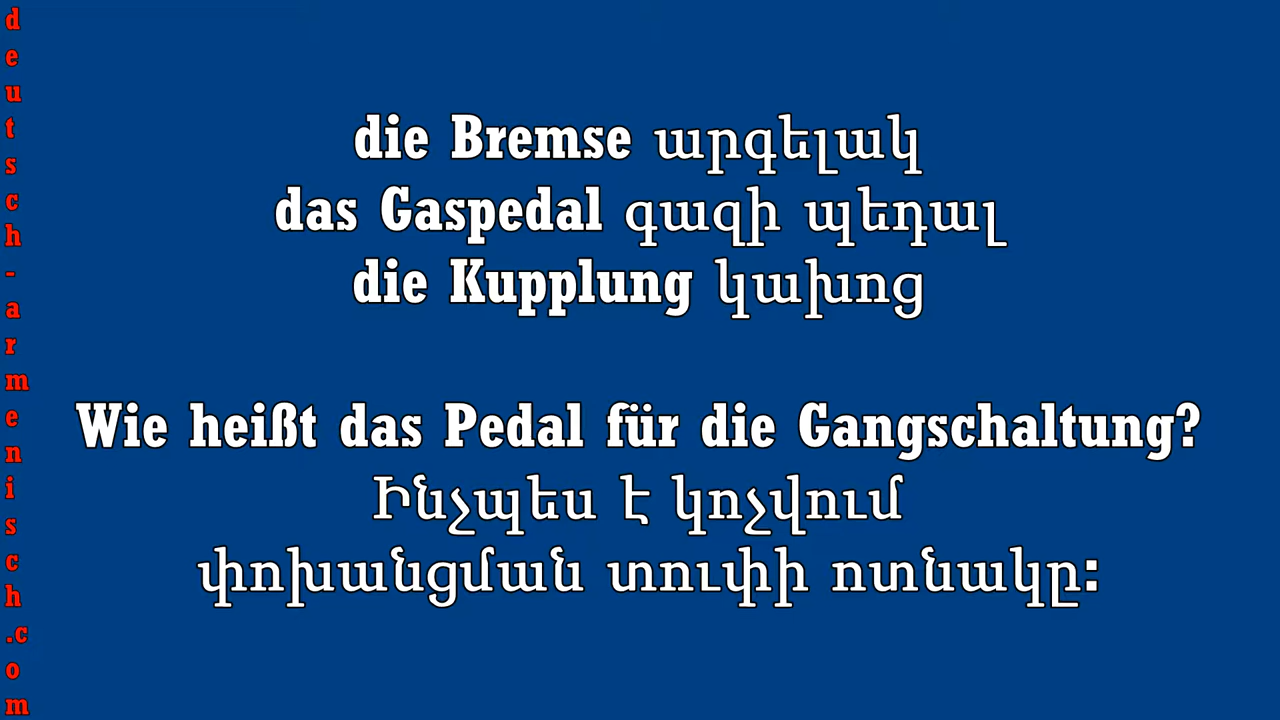 die Bremse արգելակ
das Gaspedal գազի պեդալ
die Kupplung կախոց
Wie heißt das Pedal für die Gangschaltung?
Ինչպես է կոչվում
փոխանցման տուփի ոտնակը:
deutsch-armenisch.com